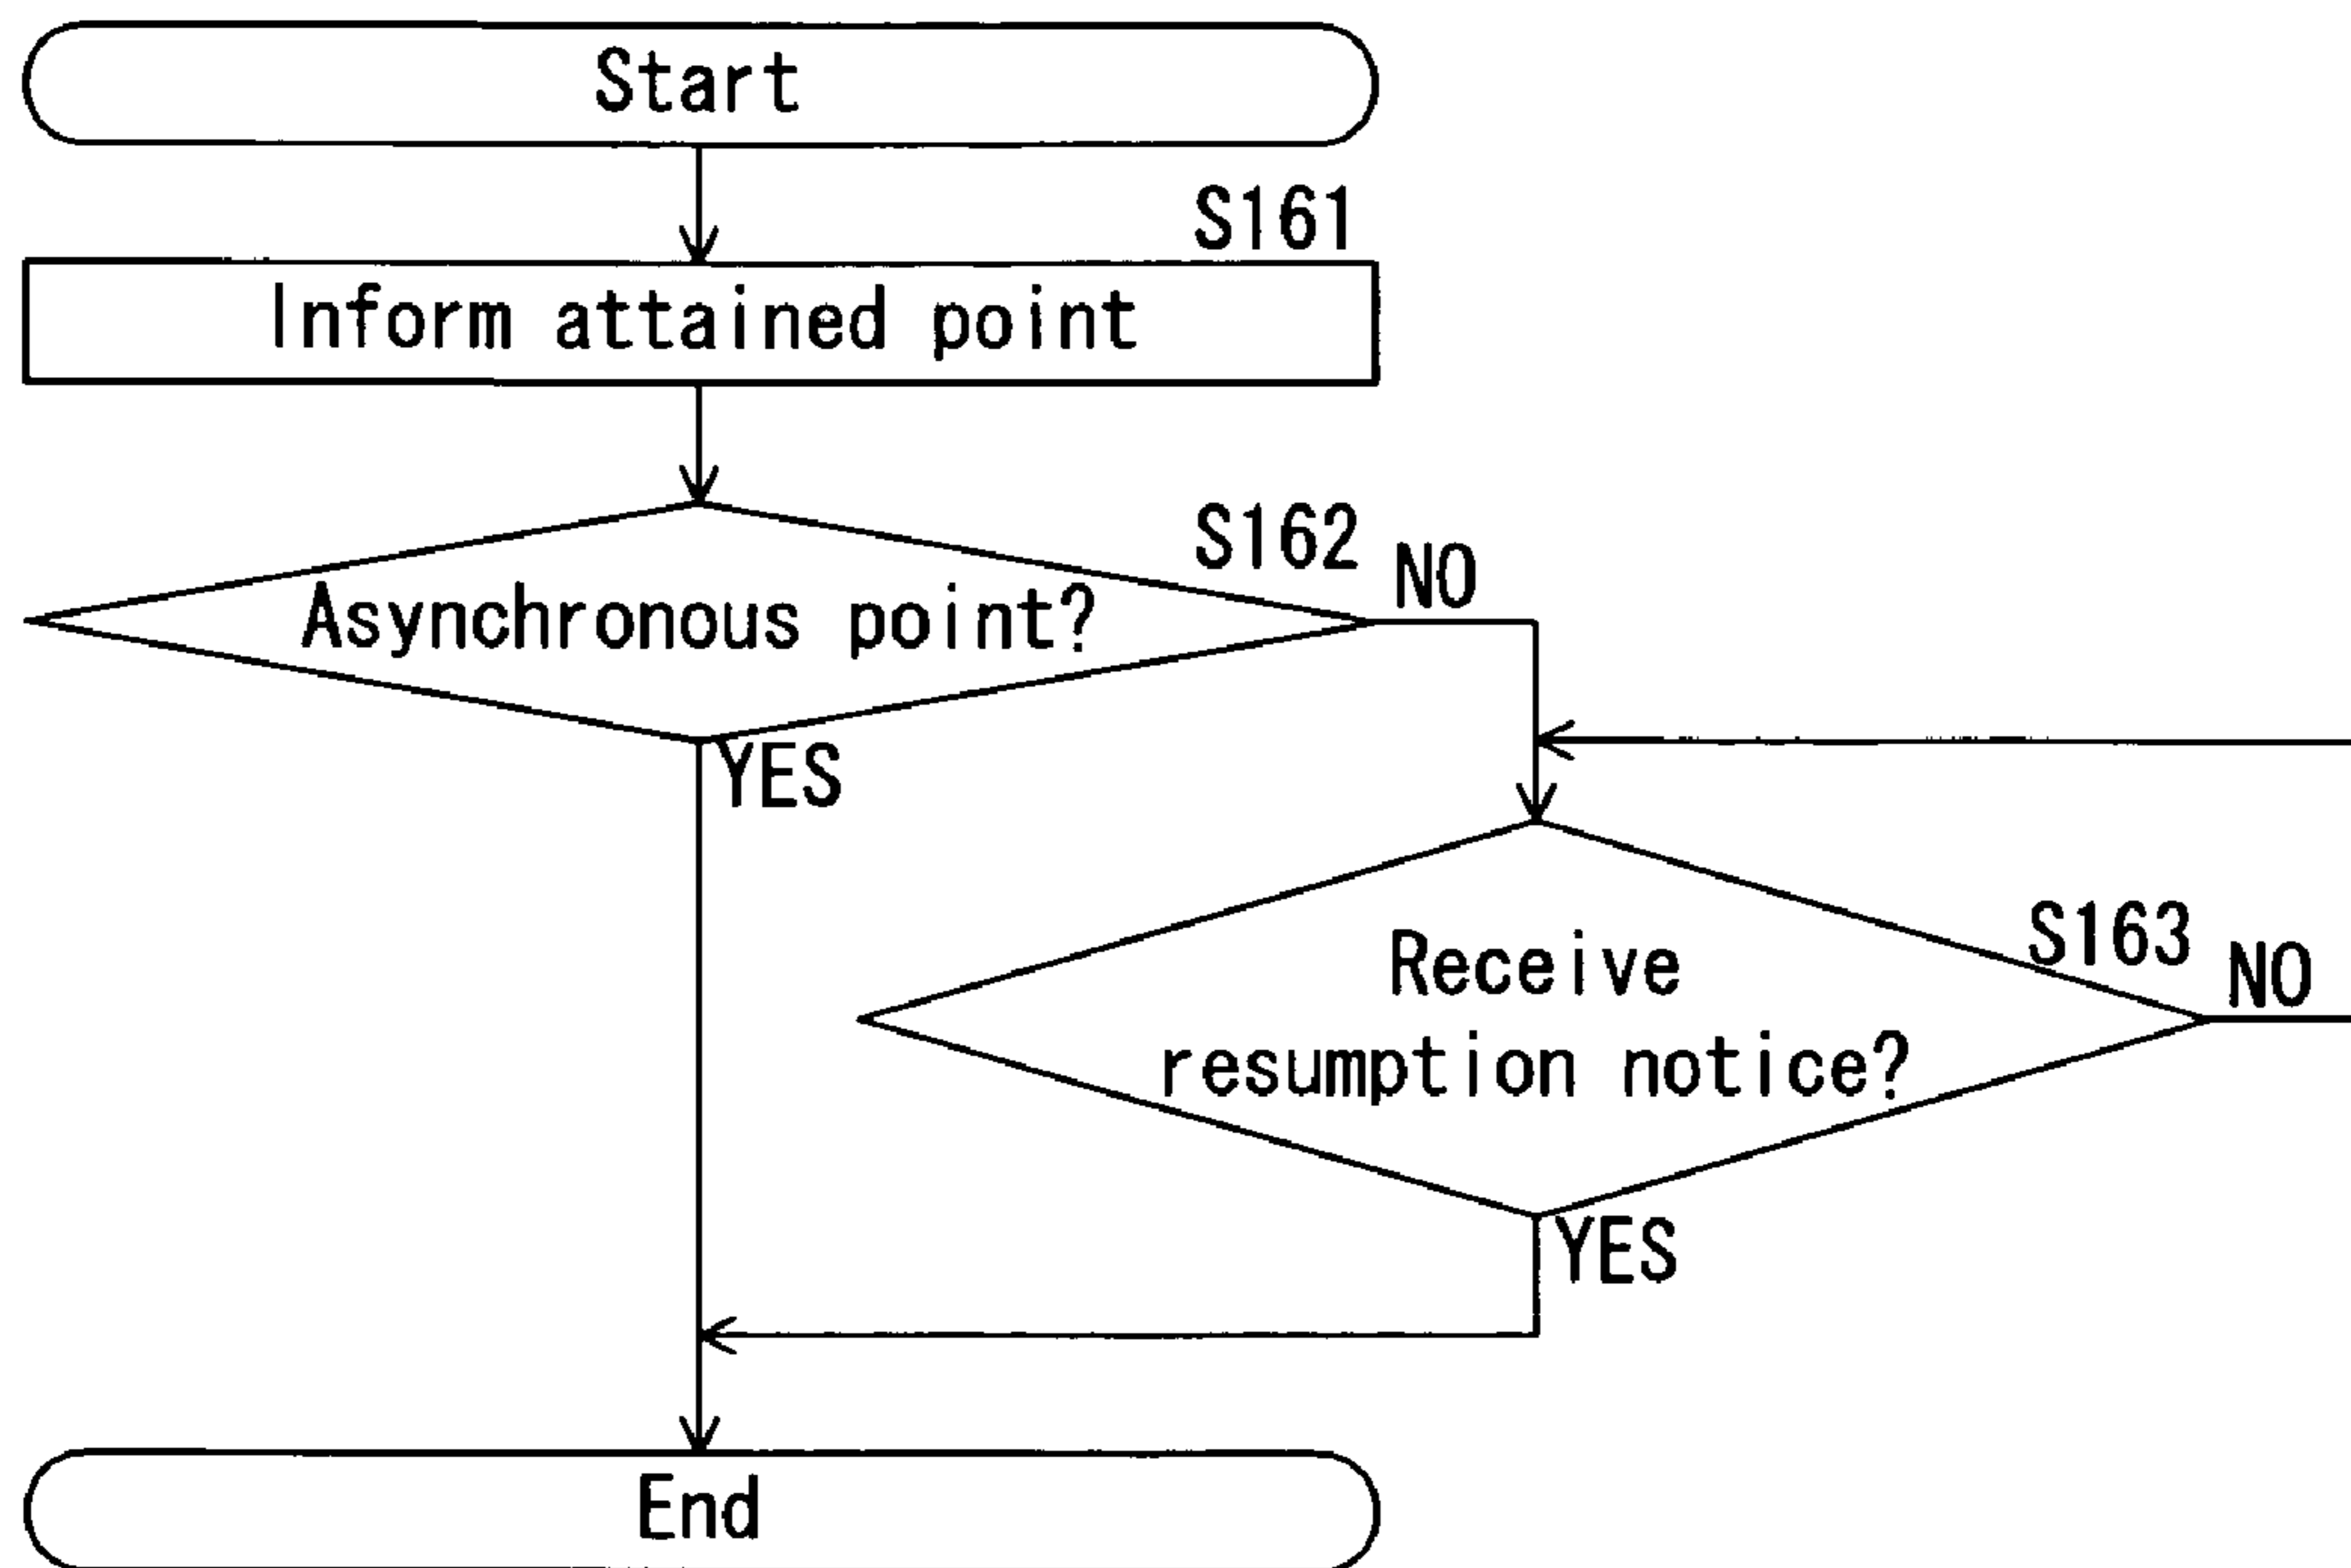 Start
S161
Inform attained point
S162
NO
Asynchronous point?
YES
S163
NO
Receive
resumption notice?
YES
End